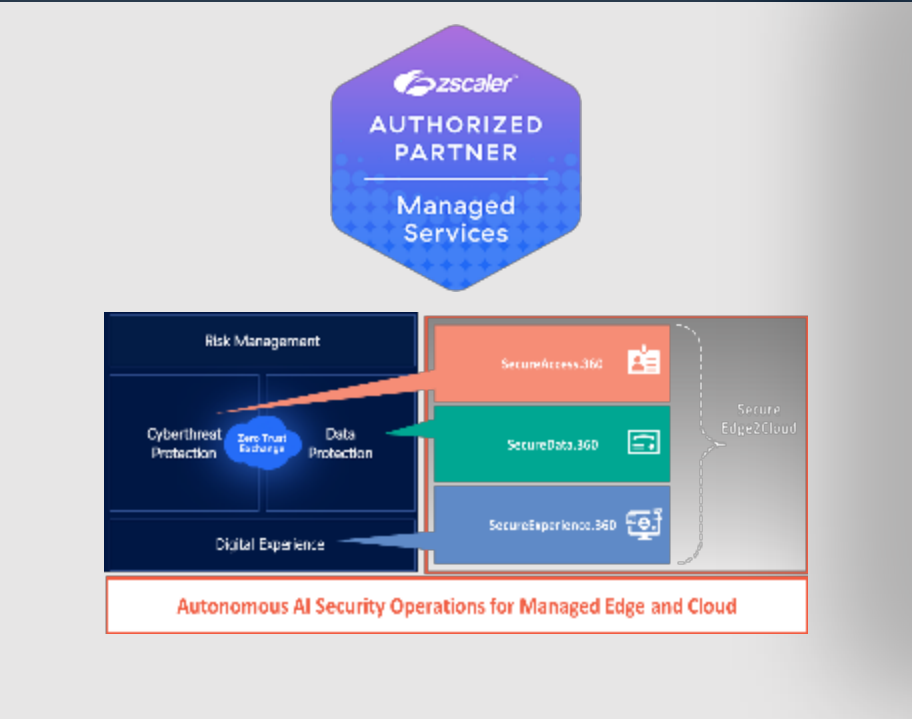 zscaler™
AUTHORIZED
PARTNER
Managed
Services
Risk Management
Cyberthreat
Protection
Zero Trust
Exchange
Data
Protection
Digital Experience
SecureAccess.360
SecureData.360
SecureExperience.360
Secure
Edge2Cloud
Autonomous AI Security Operations for Managed Edge and Cloud